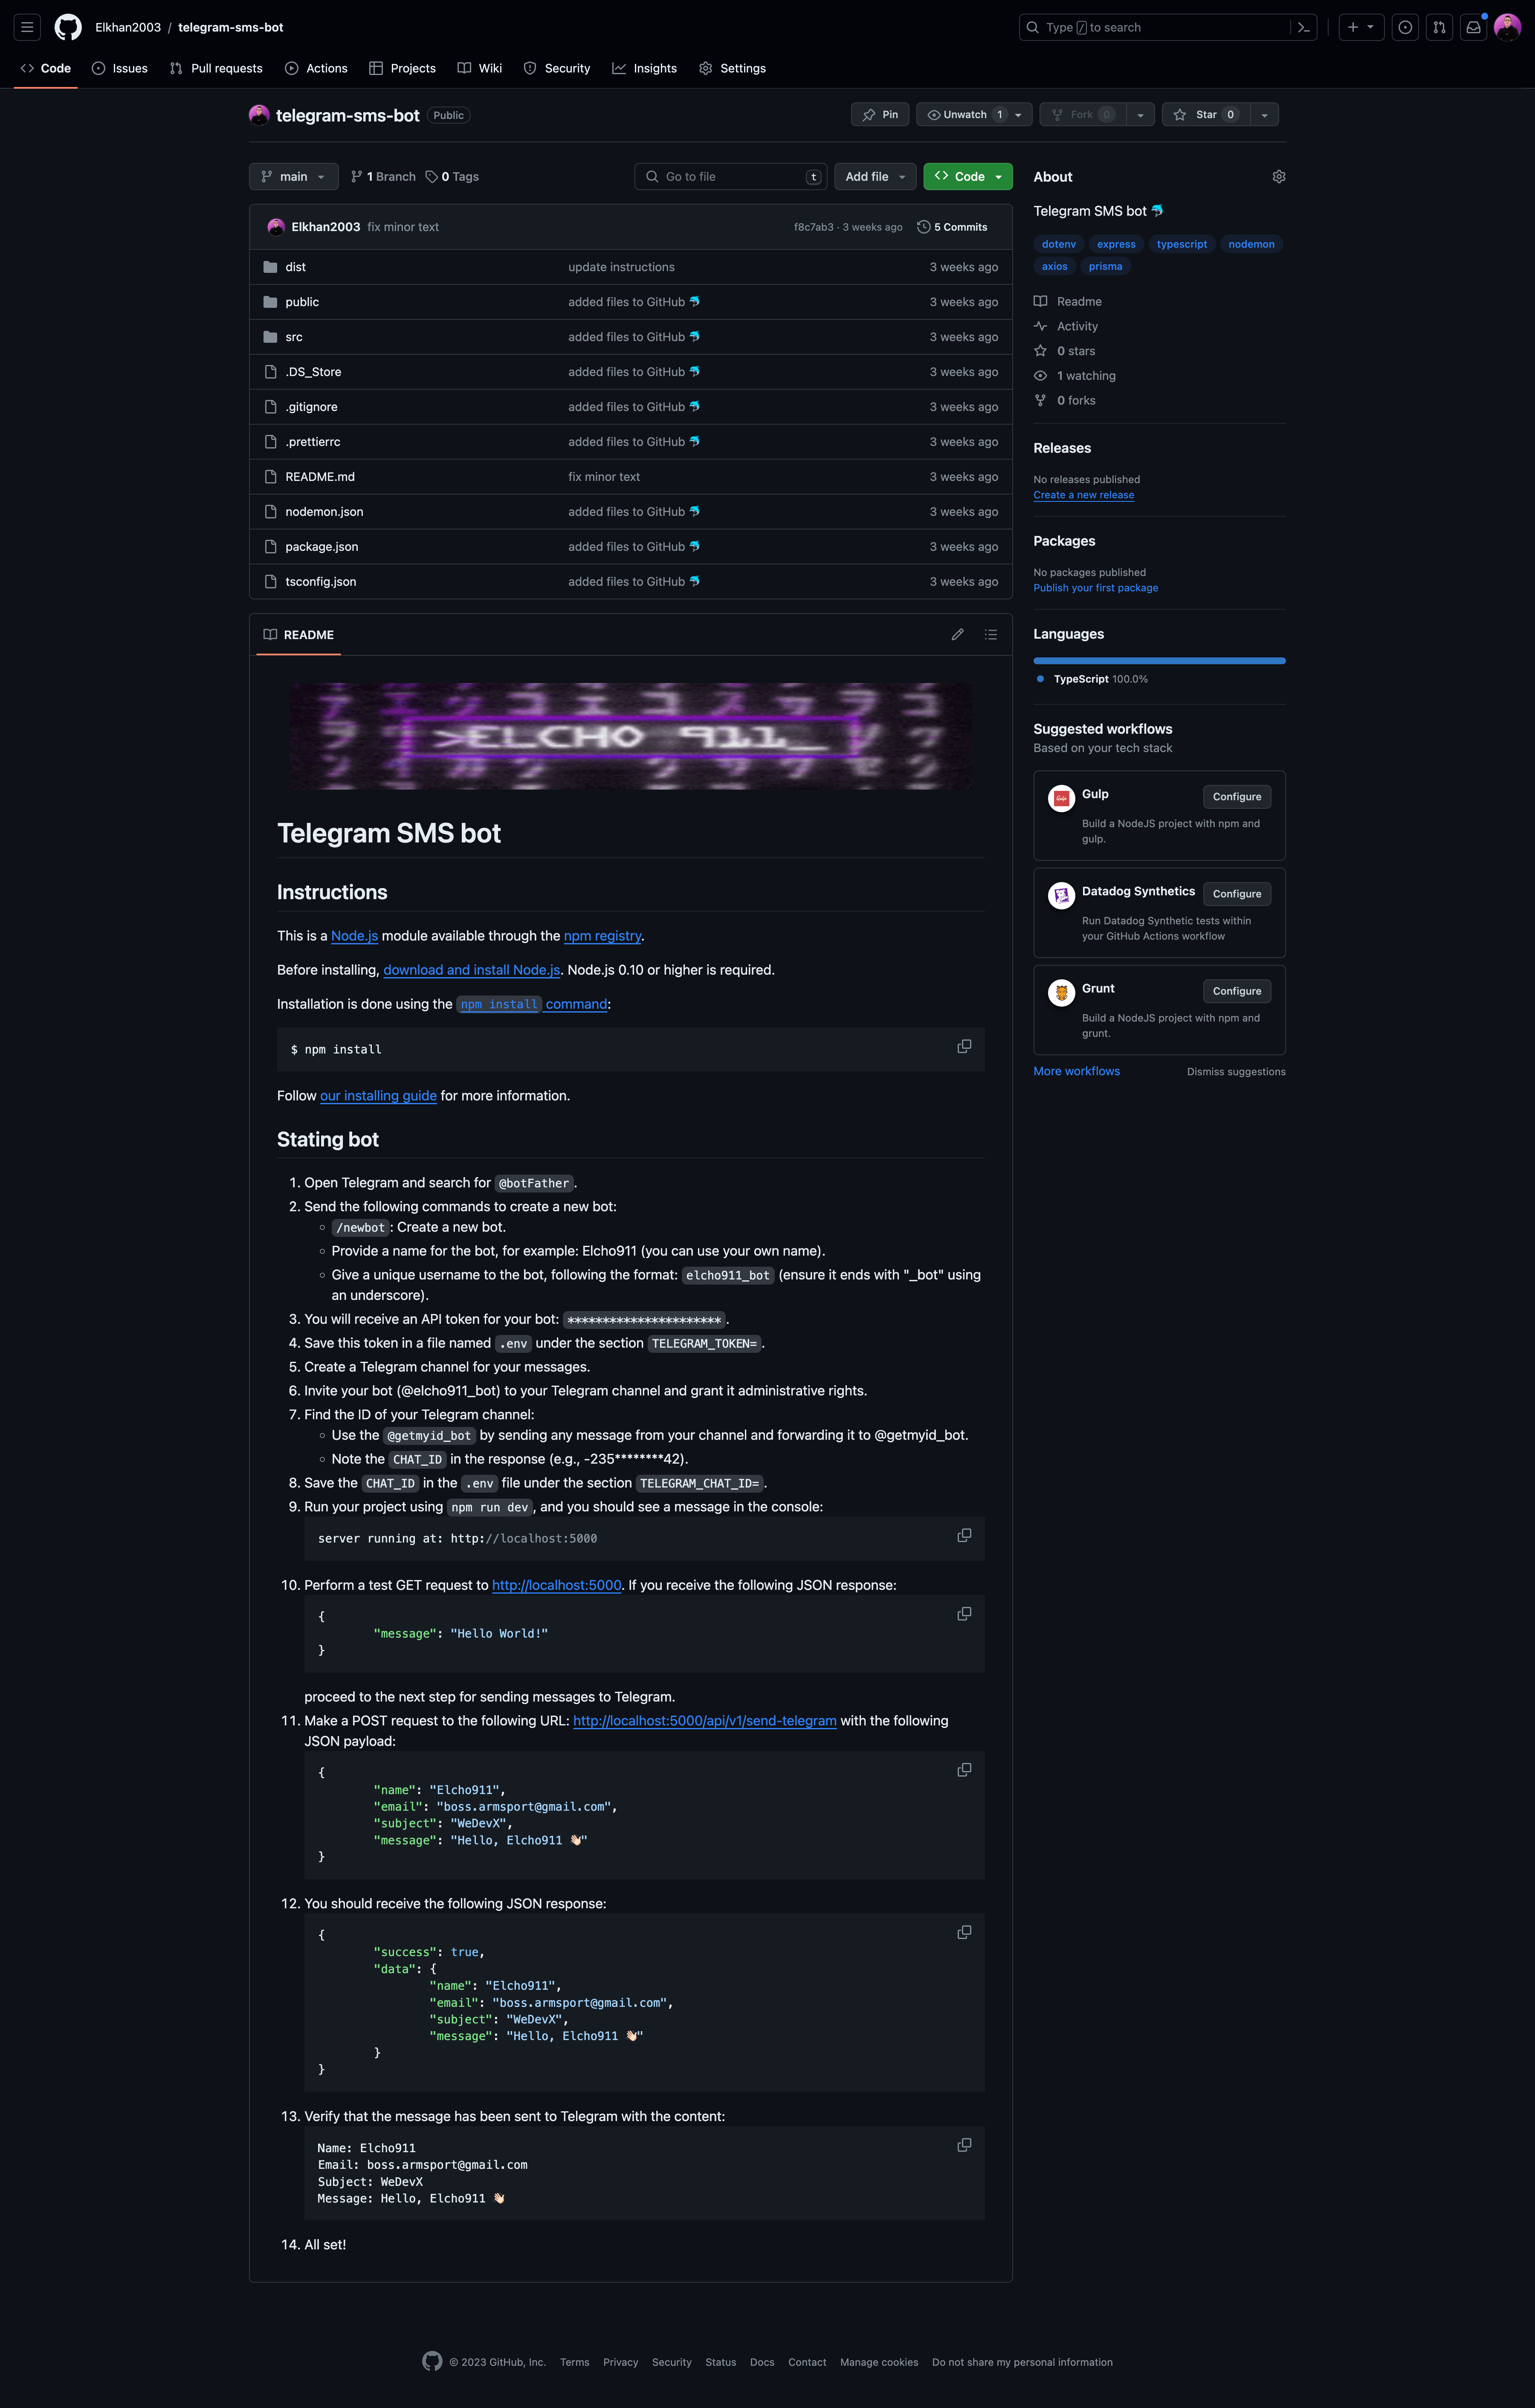 Elkhan2003 / telegram-sms-bot
Type / to search
Code Issues Pull requests Actions Projects Wiki Security Insights Settings
telegram-sms-bot Public
Pin Unwatch 1 Fork 0 Star 0
main 1 Branch 0 Tags Go to file t Add file Code
Elkhan2003 fix minor text f8c7ab3 · 3 weeks ago 5 Commits
dist update instructions 3 weeks ago
public added files to GitHub 🐬 3 weeks ago
src added files to GitHub 🐬 3 weeks ago
.DS_Store added files to GitHub 🐬 3 weeks ago
.gitignore added files to GitHub 🐬 3 weeks ago
.prettierrc added files to GitHub 🐬 3 weeks ago
README.md fix minor text 3 weeks ago
nodemon.json added files to GitHub 🐬 3 weeks ago
package.json added files to GitHub 🐬 3 weeks ago
tsconfig.json added files to GitHub 🐬 3 weeks ago
README
>ELCHO 911_
Telegram SMS bot
Instructions
This is a Node.js module available through the npm registry.
Before installing, download and install Node.js. Node.js 0.10 or higher is required.
Installation is done using the npm install command:
$ npm install
Follow our installing guide for more information.
Stating bot
1. Open Telegram and search for @botFather.
2. Send the following commands to create a new bot:
/newbot: Create a new bot.
Provide a name for the bot, for example: Elcho911 (you can use your own name).
Give a unique username to the bot, following the format: elcho911_bot (ensure it ends with "_bot" using
an underscore).
3. You will receive an API token for your bot: **********************.
4. Save this token in a file named .env under the section TELEGRAM_TOKEN=.
5. Create a Telegram channel for your messages.
6. Invite your bot (@elcho911_bot) to your Telegram channel and grant it administrative rights.
7. Find the ID of your Telegram channel:
Use the @getmyid_bot by sending any message from your channel and forwarding it to @getmyid_bot.
Note the CHAT_ID in the response (e.g., -235********42).
8. Save the CHAT_ID in the .env file under the section TELEGRAM_CHAT_ID=.
9. Run your project using npm run dev, and you should see a message in the console:
server running at: http://localhost:5000
10. Perform a test GET request to http://localhost:5000. If you receive the following JSON response:
{
"message": "Hello World!"
}
proceed to the next step for sending messages to Telegram.
11. Make a POST request to the following URL: http://localhost:5000/api/v1/send-telegram with the following
JSON payload:
{
"name": "Elcho911",
"email": "boss.armsport@gmail.com",
"subject": "WeDevX",
"message": "Hello, Elcho911 👋🏻"
}
12. You should receive the following JSON response:
{
"success": true,
"data": {
"name": "Elcho911",
"email": "boss.armsport@gmail.com",
"subject": "WeDevX",
"message": "Hello, Elcho911 👋🏻"
}
}
13. Verify that the message has been sent to Telegram with the content:
Name: Elcho911
Email: boss.armsport@gmail.com
Subject: WeDevX
Message: Hello, Elcho911 👋🏻
14. All set!
About
Telegram SMS bot 🐬
dotenv express typescript nodemon
axios prisma
Readme
Activity
0 stars
1 watching
0 forks
Releases
No releases published
Create a new release
Packages
No packages published
Publish your first package
Languages
TypeScript 100.0%
Suggested workflows
Based on your tech stack
Gulp Configure
Build a NodeJS project with npm and
gulp.
Datadog Synthetics Configure
Run Datadog Synthetic tests within
your GitHub Actions workflow
Grunt Configure
Build a NodeJS project with npm and
grunt.
More workflows Dismiss suggestions
© 2023 GitHub, Inc. Terms Privacy Security Status Docs Contact Manage cookies Do not share my personal information